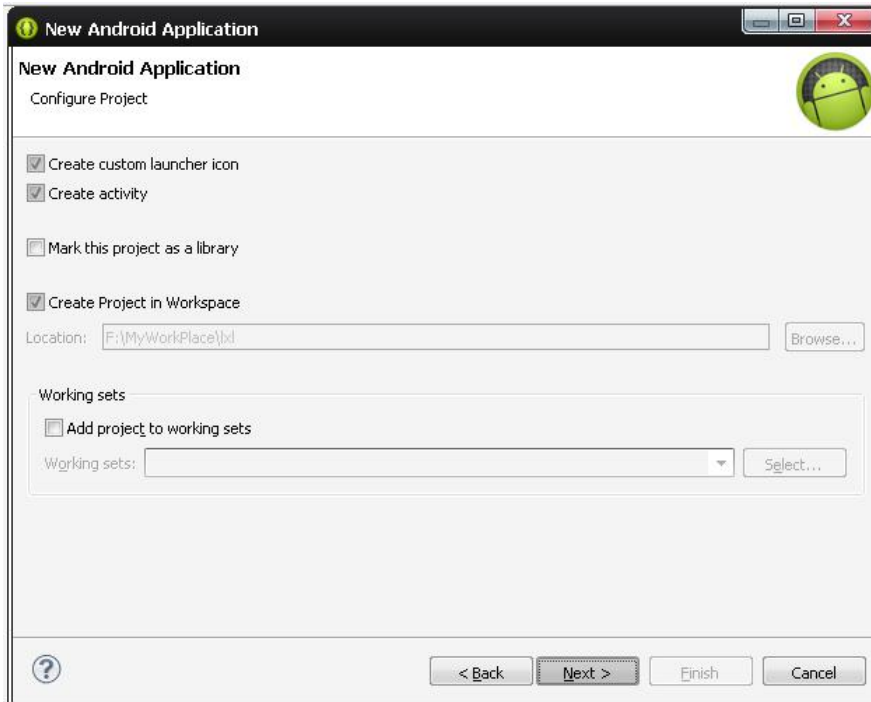 New Android Application
New Android Application
Configure Project
Create custom launcher icon
Create activity
Mark this project as a library
Create Project in Workspace
Location: F:\MyWorkPlace\lxl Browse...
Working sets
Add project to working sets
Working sets: Select...
? < Back Next > Finish Cancel